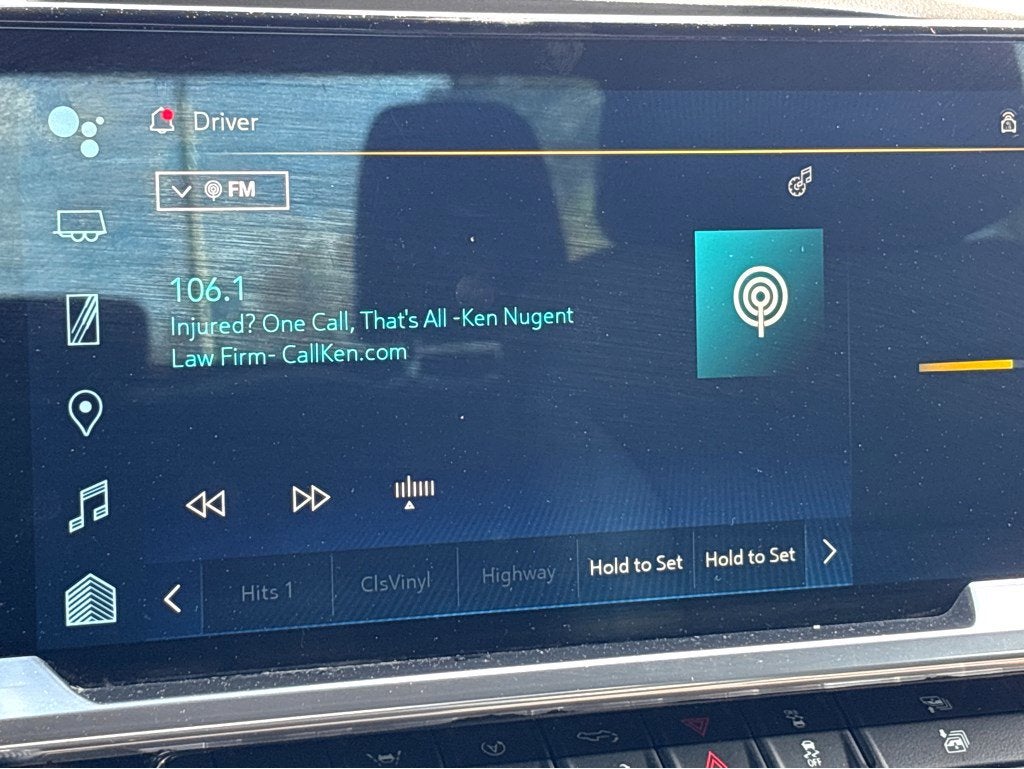 Driver
FM
106.1
Injured? One Call, That's All -Ken Nugent
Law Firm- CallKen.com
Hits 1
ClsVinyl
Highway
Hold to Set
Hold to Set
OFF